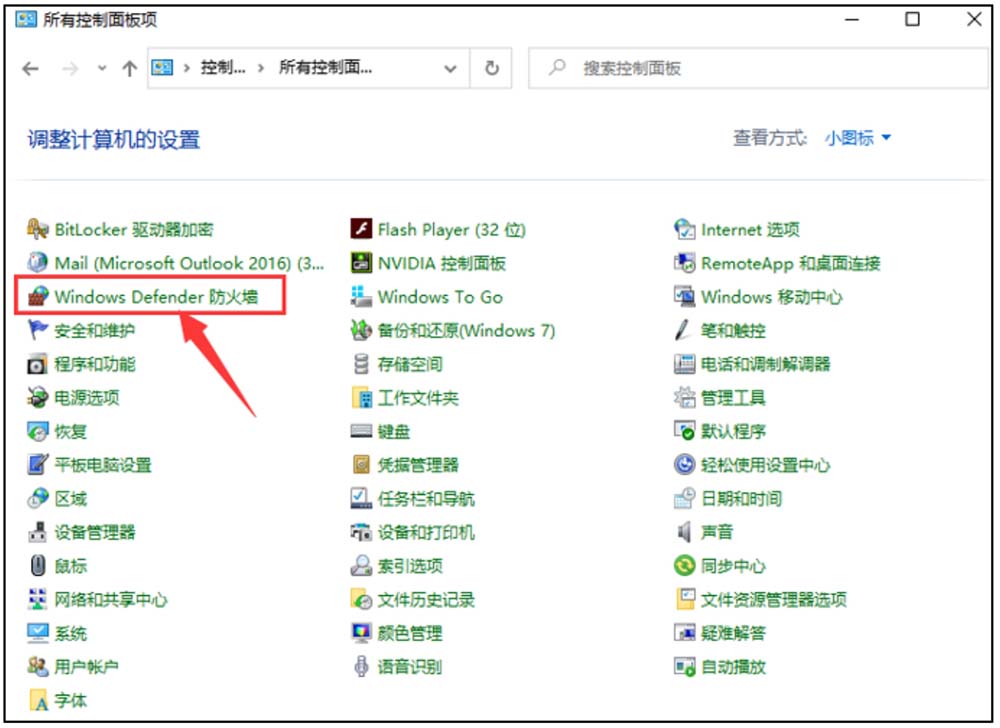 所有控制面板项
控制... 所有控制面...
搜索控制面板
调整计算机的设置
查看方式: 小图标
BitLocker 驱动器加密 Flash Player (32 位) Internet 选项
Mail (Microsoft Outlook 2016) (3... NVIDIA 控制面板 RemoteApp 和桌面连接
Windows Defender 防火墙 Windows To Go Windows 移动中心
安全和维护 备份和还原(Windows 7) 笔和触控
程序和功能 存储空间 电话和调制解调器
电源选项 工作文件夹 管理工具
恢复 键盘 默认程序
平板电脑设置 凭据管理器 轻松使用设置中心
区域 任务栏和导航 日期和时间
设备管理器 设备和打印机 声音
鼠标 索引选项 同步中心
网络和共享中心 文件历史记录 文件资源管理器选项
系统 颜色管理 疑难解答
用户帐户 语音识别 自动播放
字体